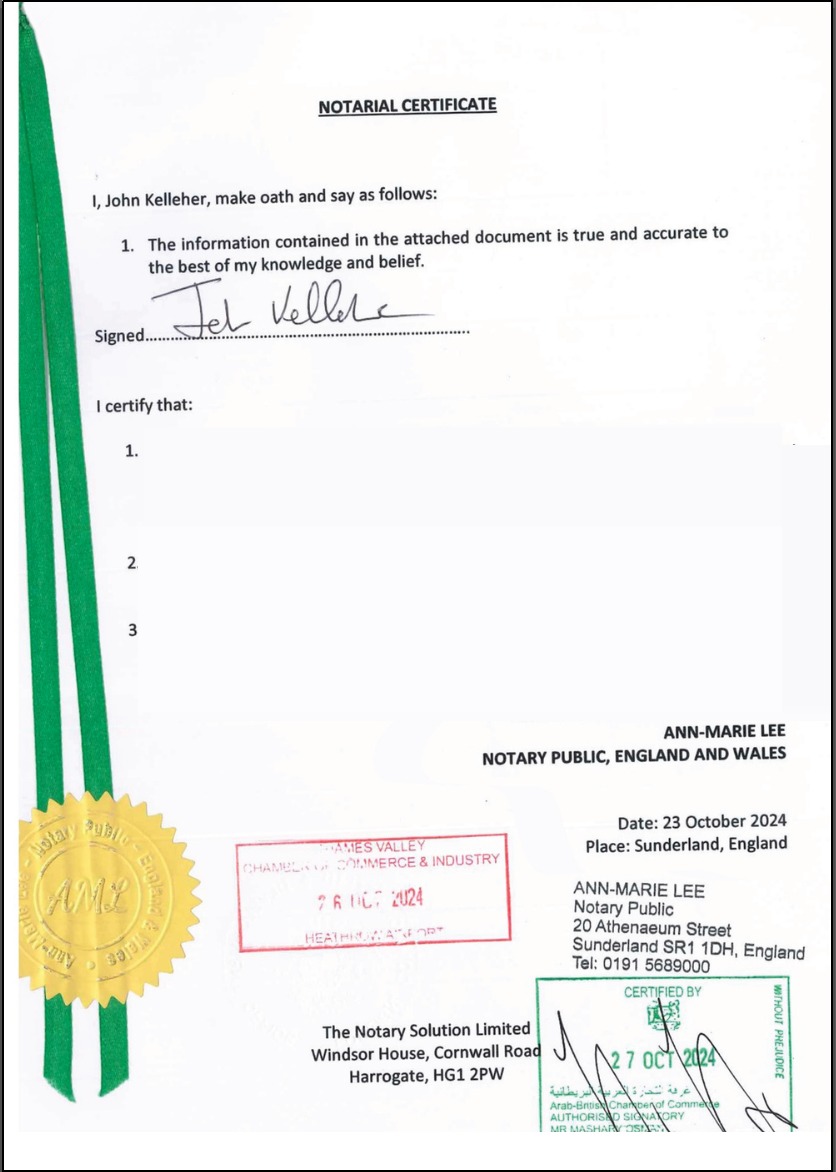 NOTARIAL CERTIFICATE
I, John Kelleher, make oath and say as follows:
1. The information contained in the attached document is true and accurate to
the best of my knowledge and belief.
Signed
I certify that:
1.
2
3
ANN-MARIE LEE
NOTARY PUBLIC, ENGLAND AND WALES
Date: 23 October 2024
Place: Sunderland, England
ANN-MARIE LEE
Notary Public
20 Athenaeum Street
Sunderland SR1 1DH, England
Tel: 0191 5689000
Ann-Marie Lee - Notary Public - England & Wales
AML
VALLEY
CHAMBER OF COMMERCE & INDUSTRY
26 OCT 2024
HEATHROW AIRPORT
The Notary Solution Limited
Windsor House, Cornwall Road
Harrogate, HG1 2PW
CERTIFIED BY
WITHOUT PREJUDICE
27 OCT 2024
غرفة التجارة العربية البريطانية
Arab-British Chamber of Commerce
AUTHORISED SIGNATORY
MR MASHARY